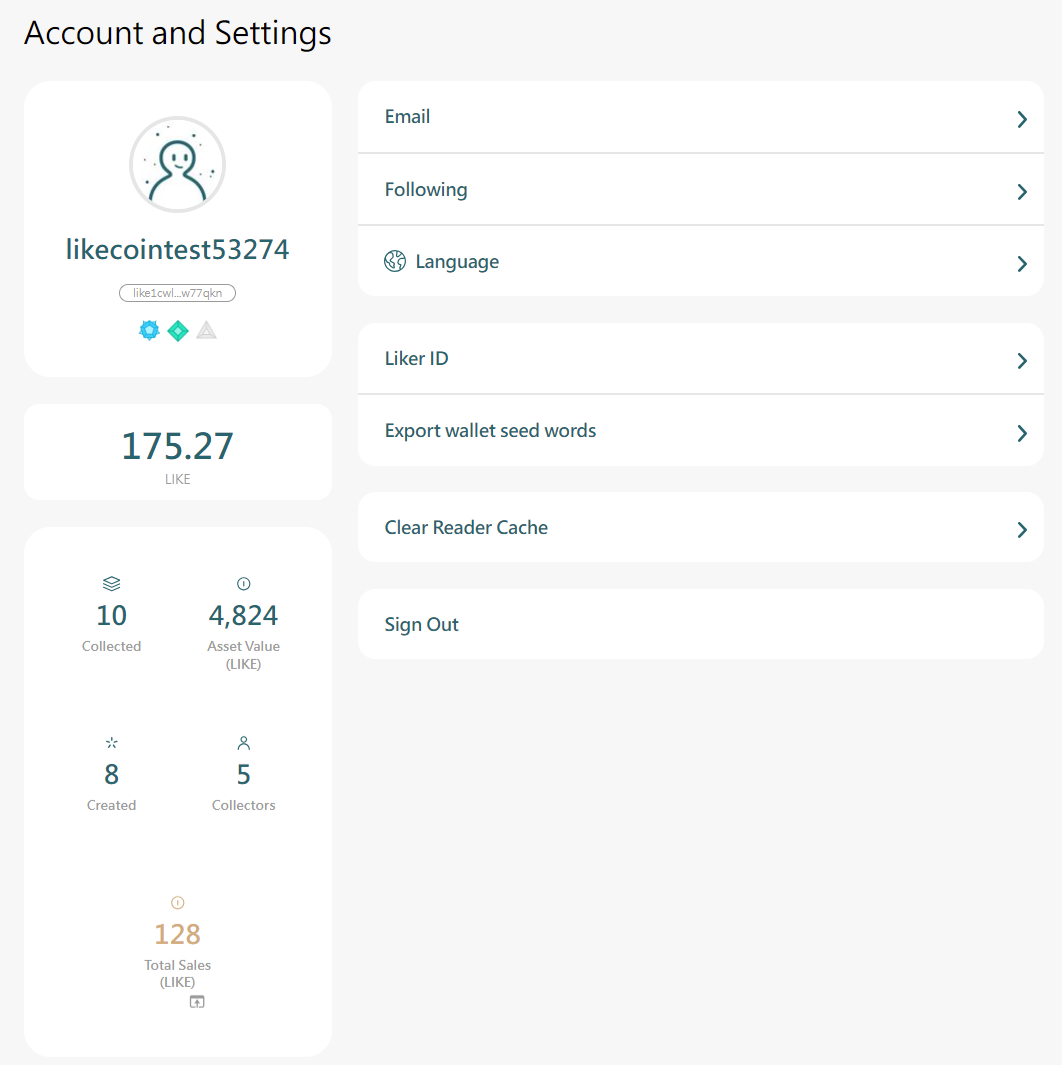 Account and Settings
likecointest53274
like1cwl...w77qkn
175.27
LIKE
10
Collected
4,824
Asset Value
(LIKE)
8
Created
5
Collectors
128
Total Sales
(LIKE)
Email
Following
Language
Liker ID
Export wallet seed words
Clear Reader Cache
Sign Out